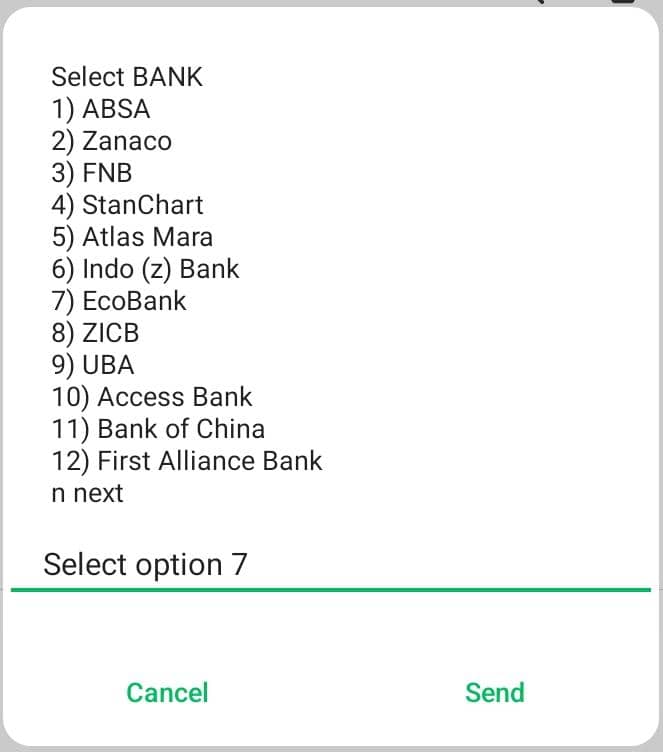 Select BANK
1) ABSA
2) Zanaco
3) FNB
4) StanChart
5) Atlas Mara
6) Indo (z) Bank
7) EcoBank
8) ZICB
9) UBA
10) Access Bank
11) Bank of China
12) First Alliance Bank
n next
Select option 7
Cancel Send